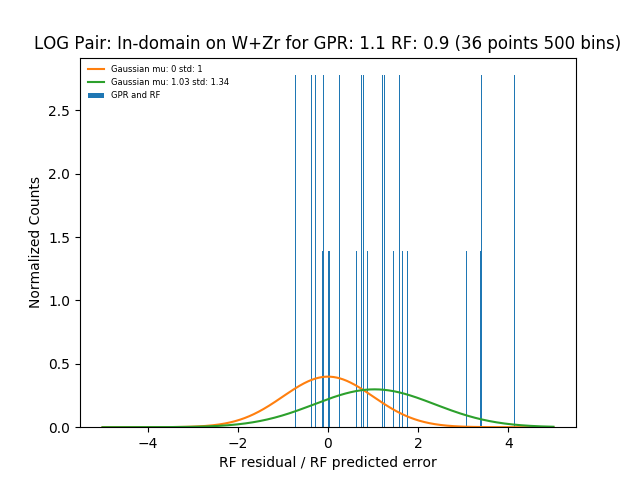 LOG Pair: In-domain on W+Zr for GPR: 1.1 RF: 0.9 (36 points 500 bins)
Gaussian mu: 0 std: 1
Gaussian mu: 1.03 std: 1.34
GPR and RF
Normalized Counts
2.5
2.0
1.5
1.0
0.5
0.0
−4
−2
0
2
4
RF residual / RF predicted error